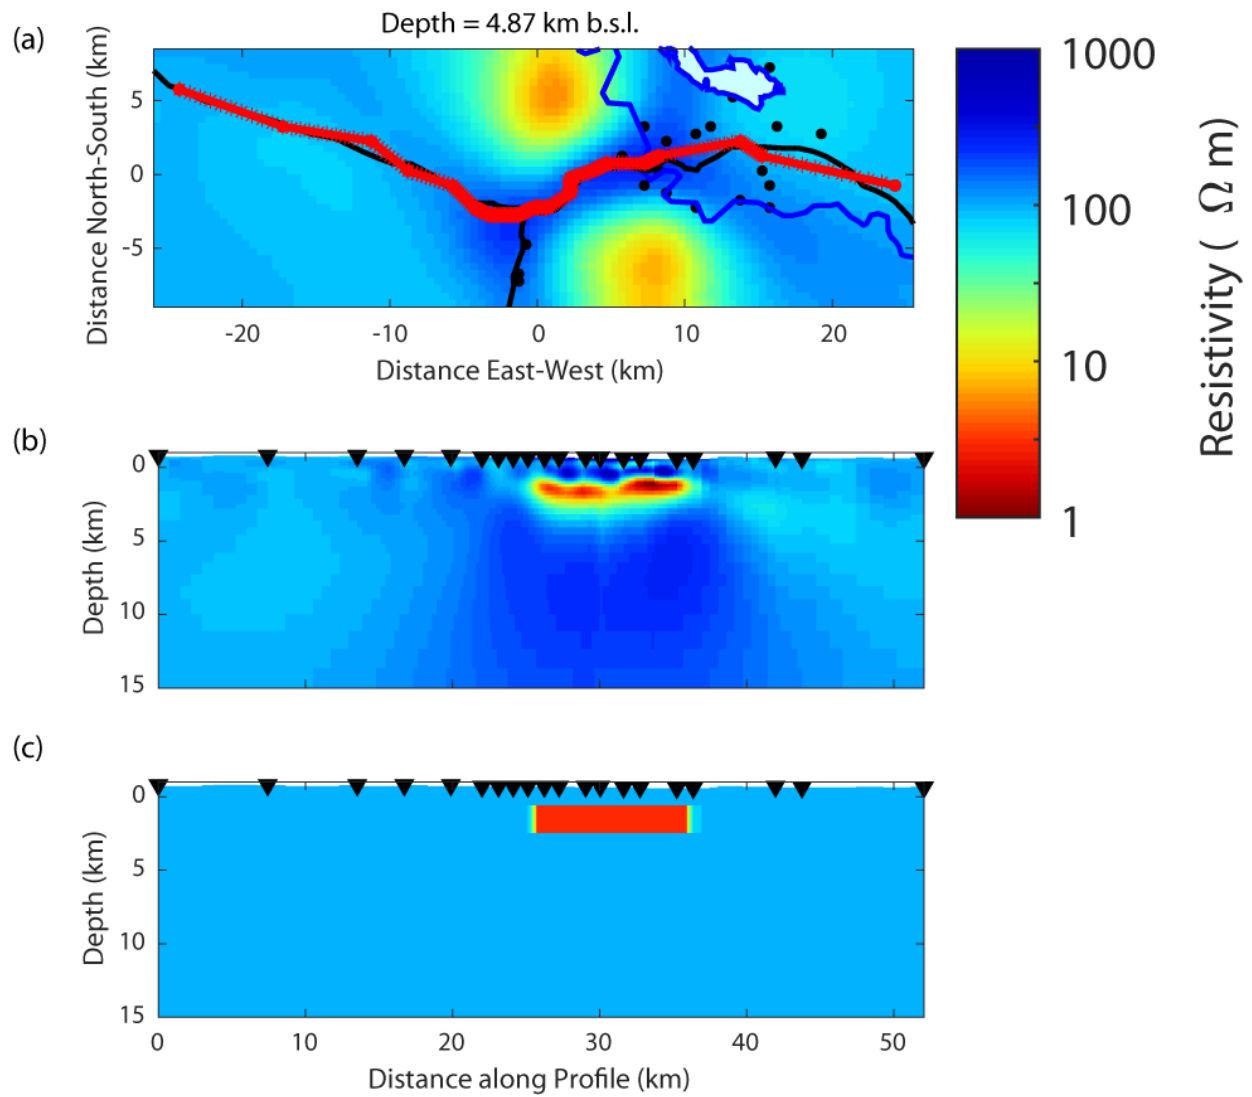 (a)
Depth = 4.87 km b.s.l.
Distance North-South (km)
5
0
-5
-20
-10
0
10
20
Distance East-West (km)
1000
100
10
1
Resistivity ( Ω m)
(b)
Depth (km)
0
5
10
15
(c)
Depth (km)
0
5
10
15
0
10
20
30
40
50
Distance along Profile (km)